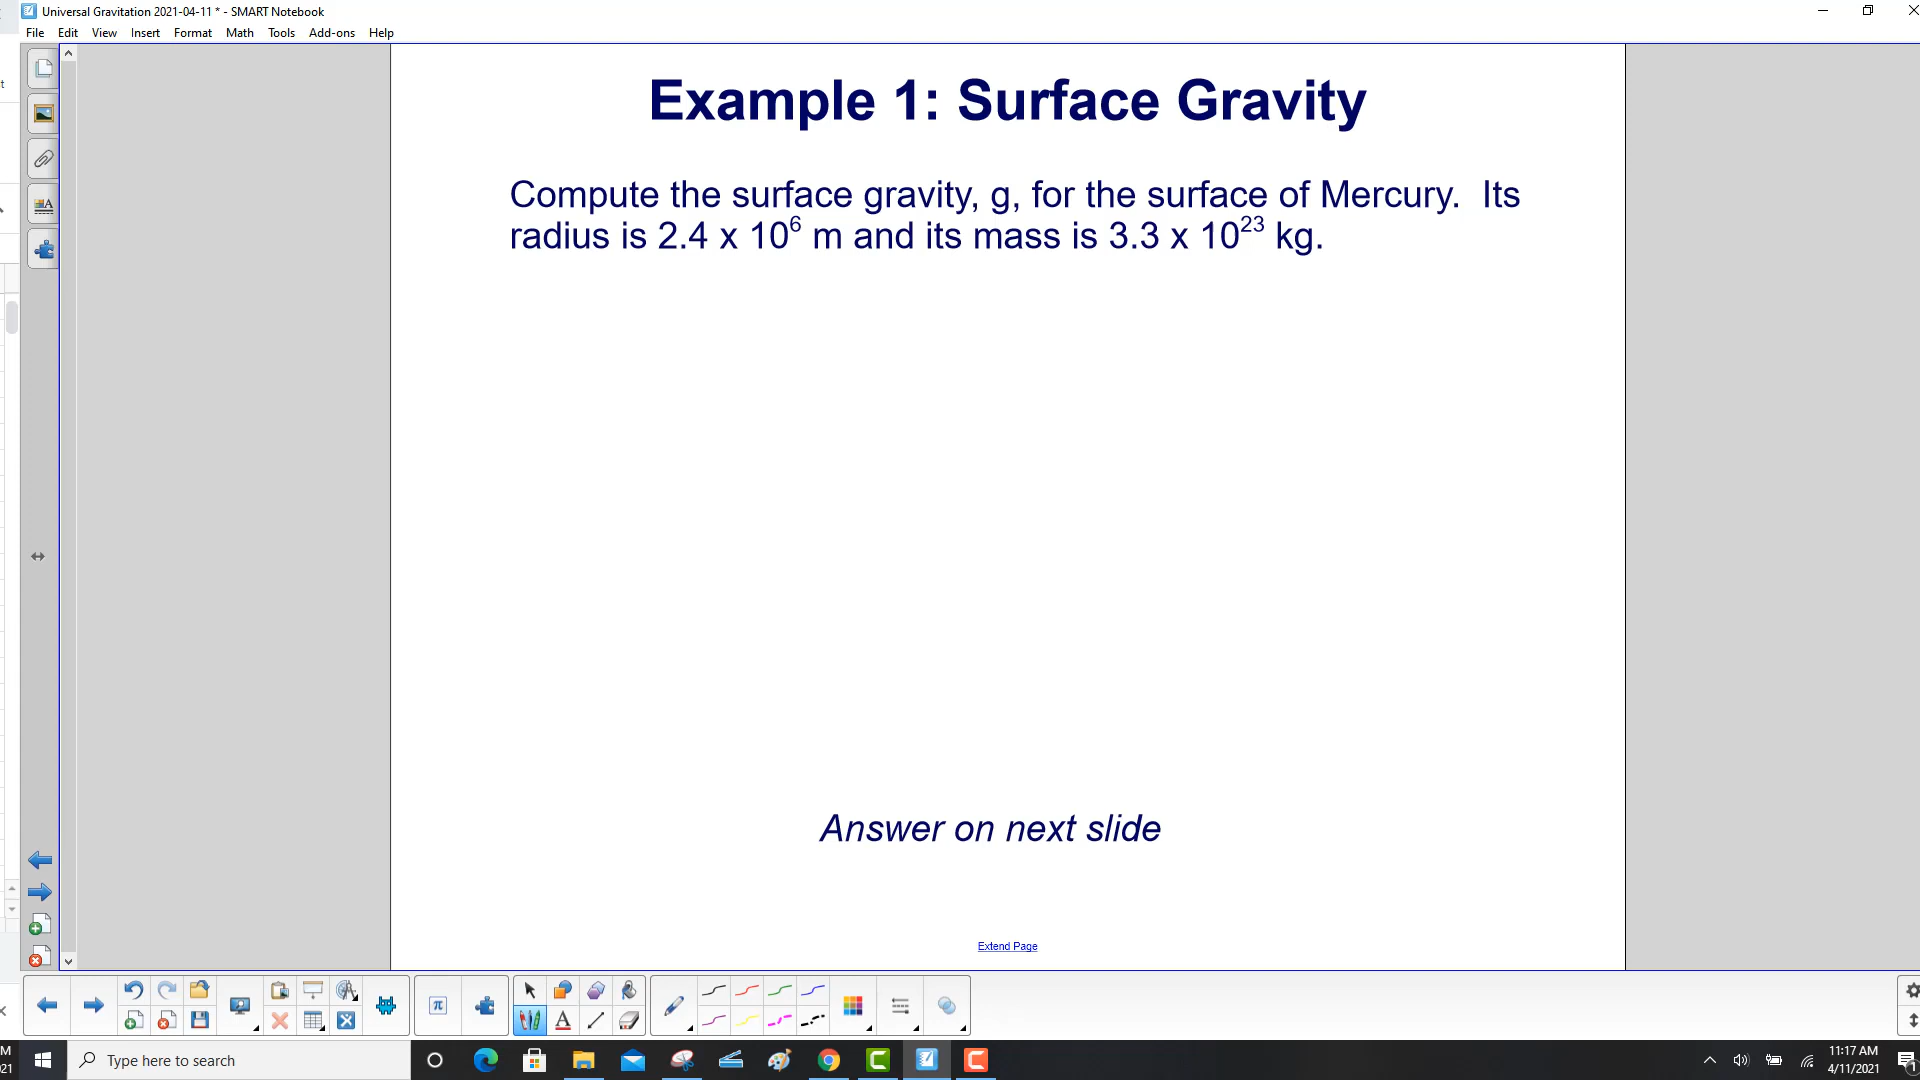 Universal Gravitation 2021-04-11 * - SMART Notebook
File Edit View Insert Format Math Tools Add-ons Help
Example 1: Surface Gravity
Compute the surface gravity, g, for the surface of Mercury. Its
radius is 2.4 x 10⁶ m and its mass is 3.3 x 10²³ kg.
Answer on next slide
Extend Page
π
A
Type here to search
11:17 AM
4/11/2021